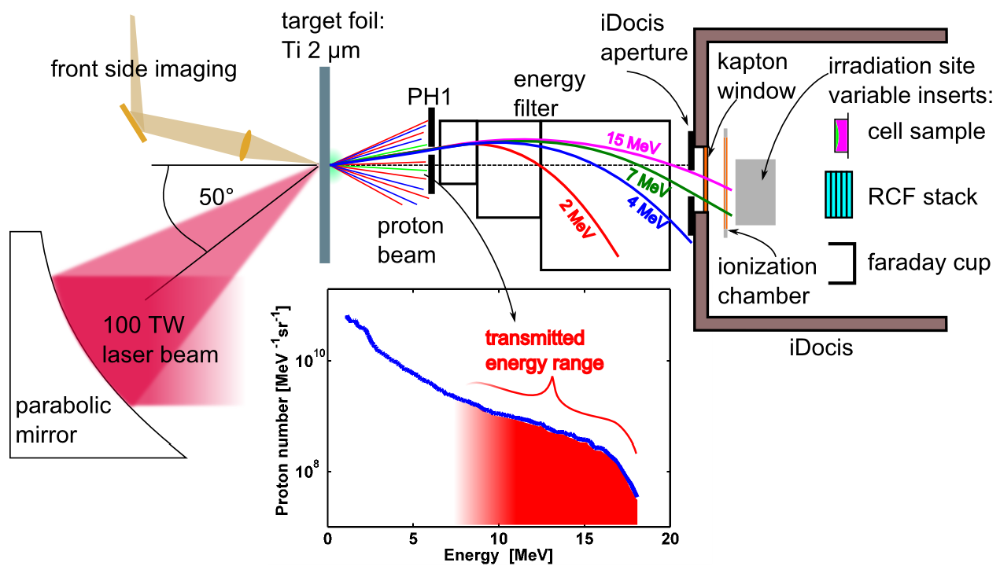 target foil:
Ti 2 µm
front side imaging
PH1
energy
filter
iDocis
aperture
kapton
window
irradiation site
variable inserts:
cell sample
RCF stack
faraday cup
15 MeV
7 MeV
4 MeV
2 MeV
50°
proton
beam
ionization
chamber
iDocis
100 TW
laser beam
parabolic
mirror
transmitted
energy range
Proton number [MeV⁻¹sr⁻¹]
10¹⁰
10⁸
0 5 10 15 20
Energy [MeV]